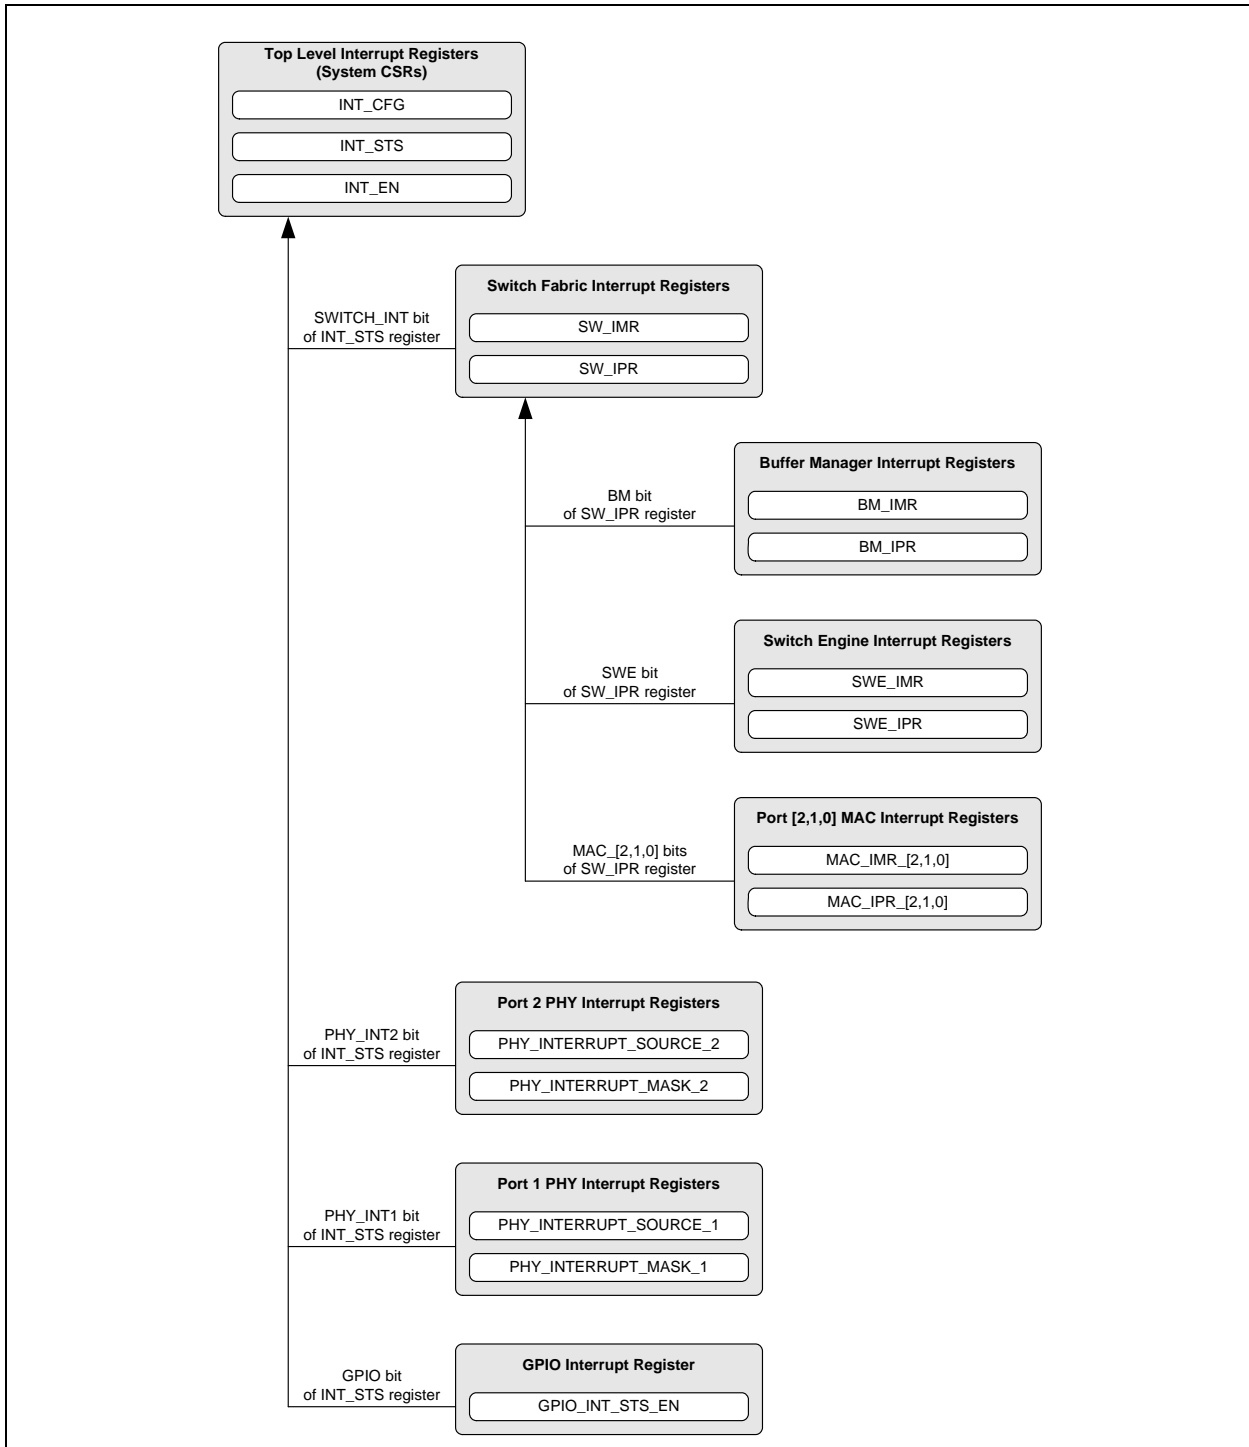 Top Level Interrupt Registers
(System CSRs)
INT_CFG
INT_STS
INT_EN
Switch Fabric Interrupt Registers
SW_IMR
SW_IPR
SWITCH_INT bit
of INT_STS register
Buffer Manager Interrupt Registers
BM_IMR
BM_IPR
BM bit
of SW_IPR register
Switch Engine Interrupt Registers
SWE_IMR
SWE_IPR
SWE bit
of SW_IPR register
Port [2,1,0] MAC Interrupt Registers
MAC_IMR_[2,1,0]
MAC_IPR_[2,1,0]
MAC_[2,1,0] bits
of SW_IPR register
Port 2 PHY Interrupt Registers
PHY_INTERRUPT_SOURCE_2
PHY_INTERRUPT_MASK_2
PHY_INT2 bit
of INT_STS register
Port 1 PHY Interrupt Registers
PHY_INTERRUPT_SOURCE_1
PHY_INTERRUPT_MASK_1
PHY_INT1 bit
of INT_STS register
GPIO Interrupt Register
GPIO_INT_STS_EN
GPIO bit
of INT_STS register